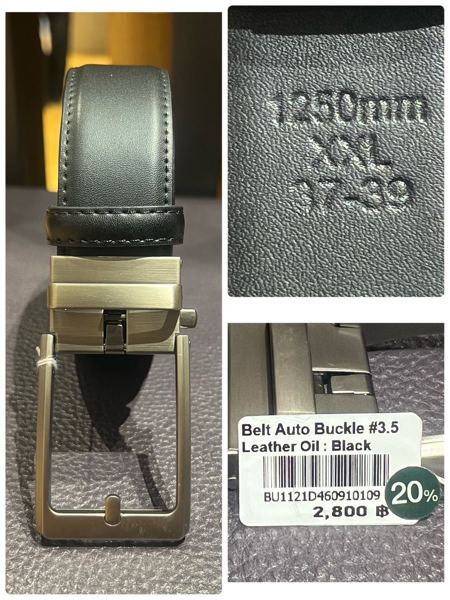 1250mm
XXL
37-39
Belt Auto Buckle #3.5
Leather Oil : Black
BU1121D460910109
20%
2,800 ฿